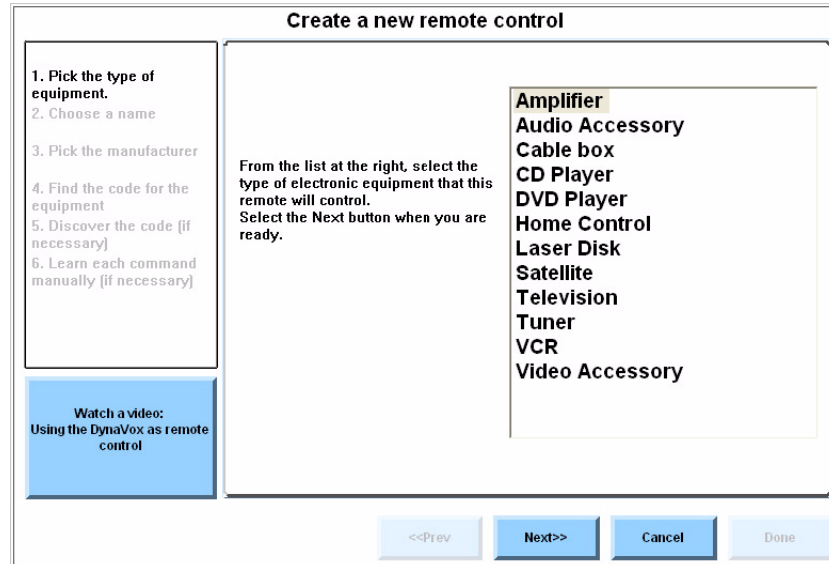 Create a new remote control
1. Pick the type of
equipment.
2. Choose a name
3. Pick the manufacturer
4. Find the code for the
equipment
5. Discover the code (if
necessary)
6. Learn each command
manually (if necessary)
Watch a video:
Using the DynaVox as remote
control
From the list at the right, select the
type of electronic equipment that this
remote will control.
Select the Next button when you are
ready.
Amplifier
Audio Accessory
Cable box
CD Player
DVD Player
Home Control
Laser Disk
Satellite
Television
Tuner
VCR
Video Accessory
<<Prev
Next>>
Cancel
Done